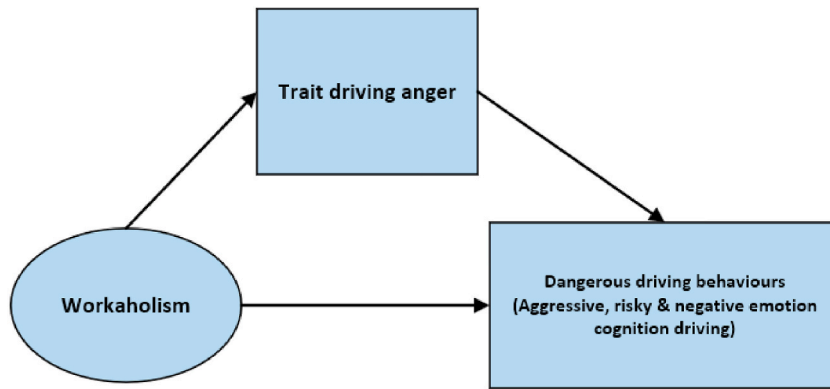 Trait driving anger
Workaholism
Dangerous driving behaviours
(Aggressive, risky & negative emotion
cognition driving)